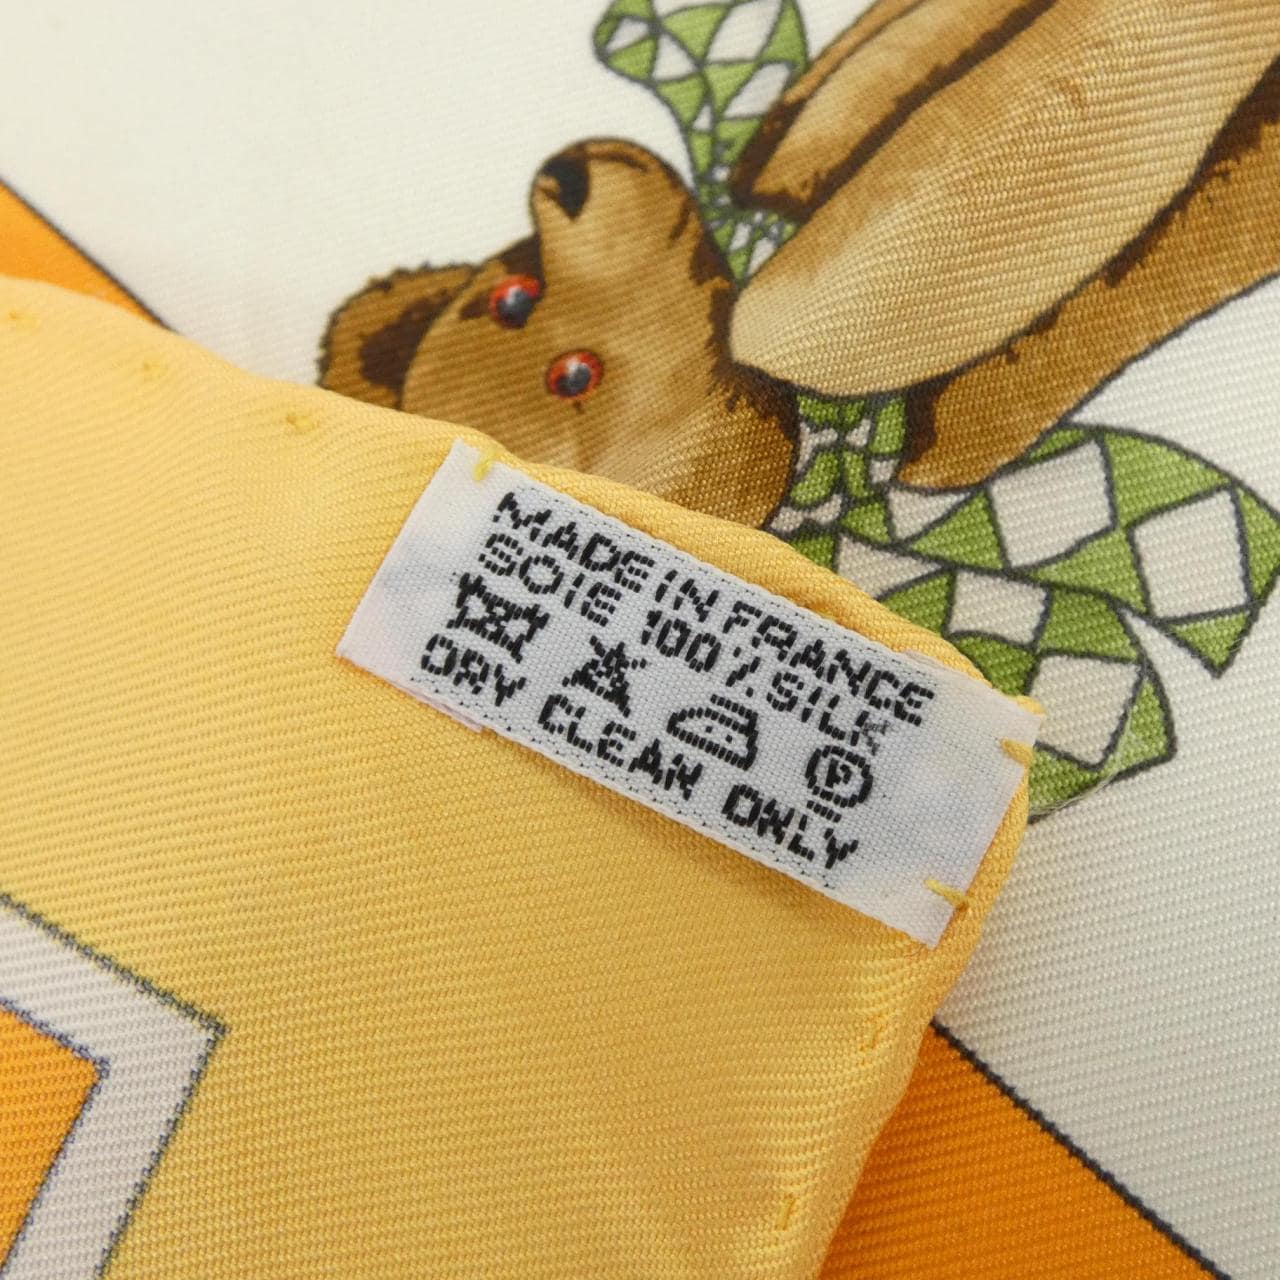 MADE IN FRANCE
SOIE 100% SILK
P
DRY CLEAN ONLY